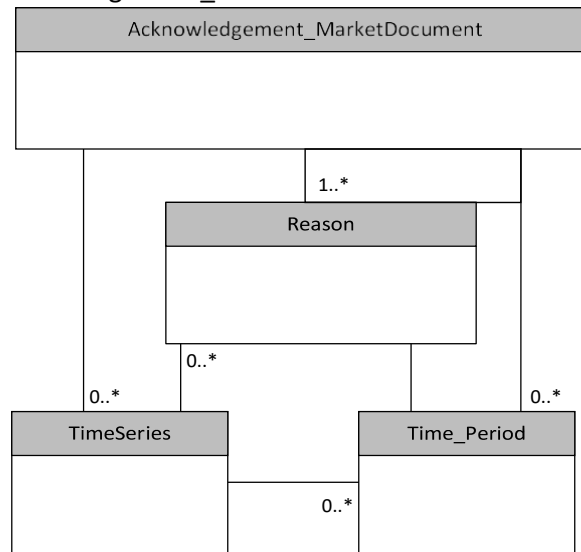 Acknowledgement_MarketDocument
1..*
Reason
0..*
0..*
0..*
TimeSeries
Time_Period
0..*